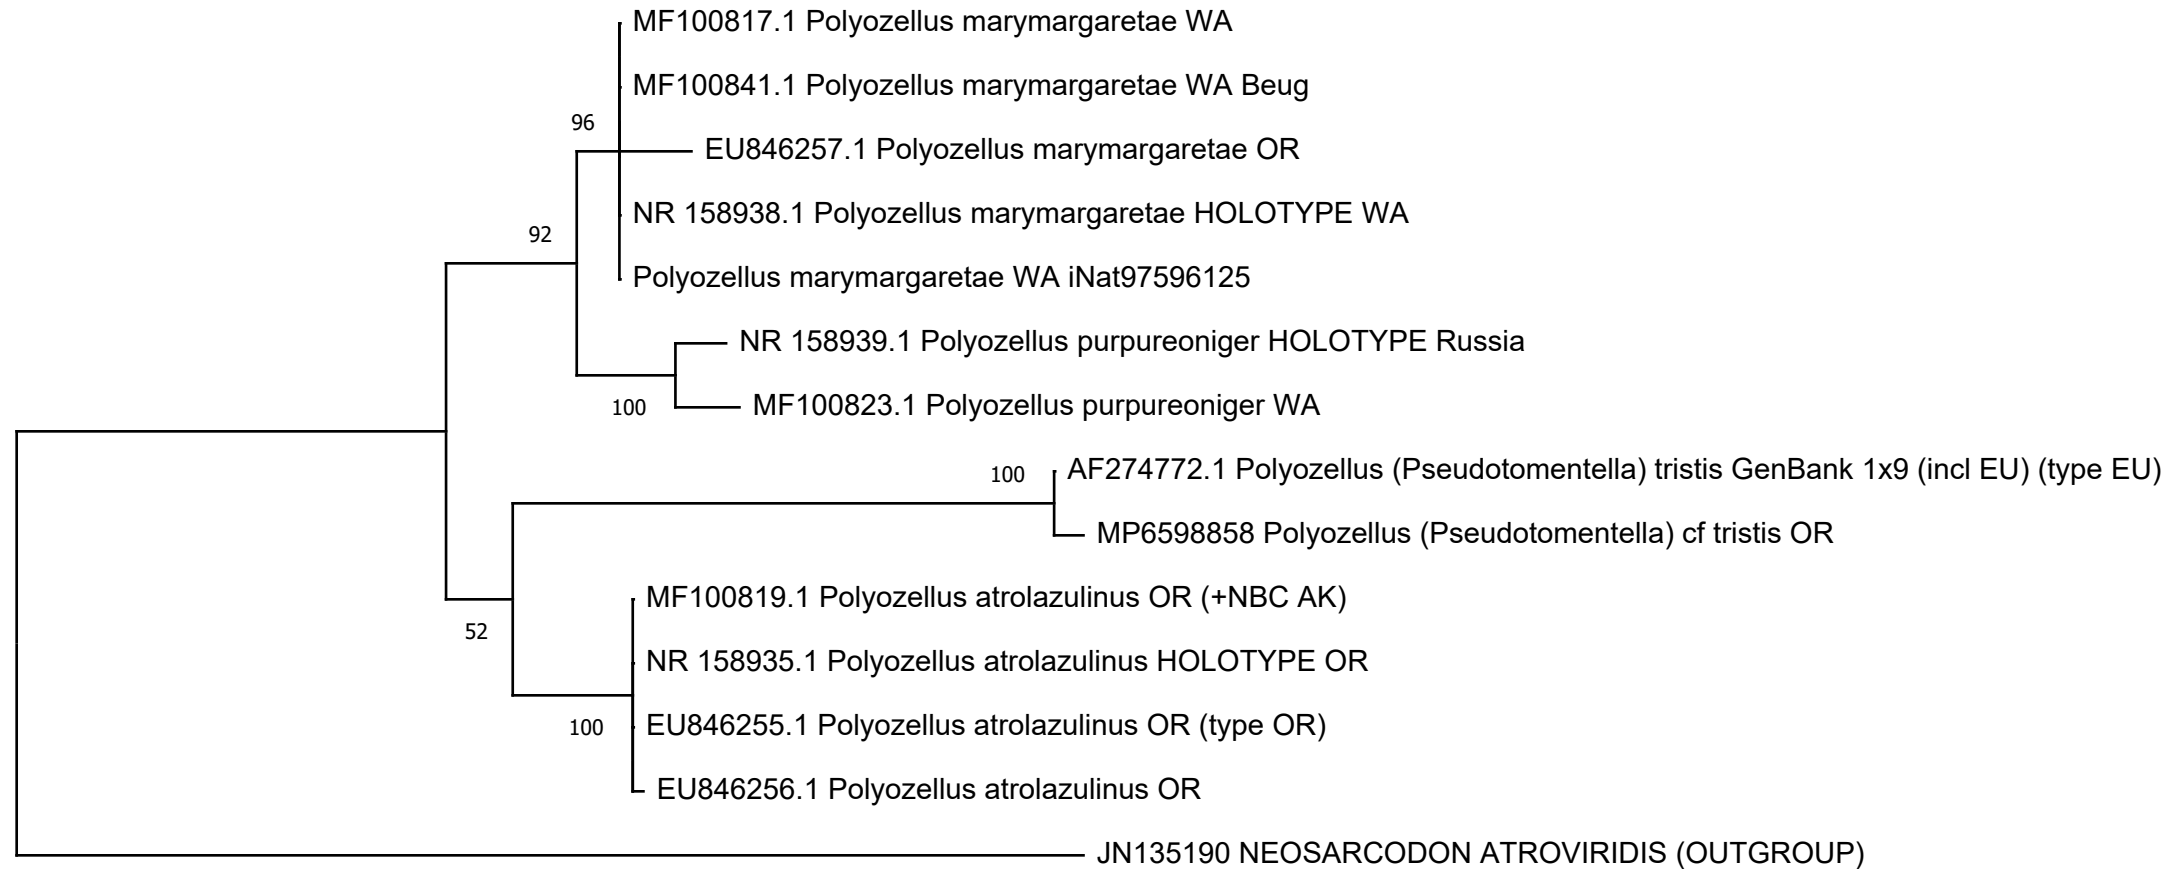 MF100817.1 Polyozellus marymargaretae WA
MF100841.1 Polyozellus marymargaretae WA Beug
96
EU846257.1 Polyozellus marymargaretae OR
NR 158938.1 Polyozellus marymargaretae HOLOTYPE WA
92
Polyozellus marymargaretae WA iNat97596125
NR 158939.1 Polyozellus purpureoniger HOLOTYPE Russia
MF100823.1 Polyozellus purpureoniger WA
100
AF274772.1 Polyozellus (Pseudotomentella) tristis GenBank 1x9 (incl EU) (type EU)
100
MP6598858 Polyozellus (Pseudotomentella) cf tristis OR
MF100819.1 Polyozellus atrolazulinus OR (+NBC AK)
52
NR 158935.1 Polyozellus atrolazulinus HOLOTYPE OR
EU846255.1 Polyozellus atrolazulinus OR (type OR)
100
EU846256.1 Polyozellus atrolazulinus OR
JN135190 NEOSARCODON ATROVIRIDIS (OUTGROUP)